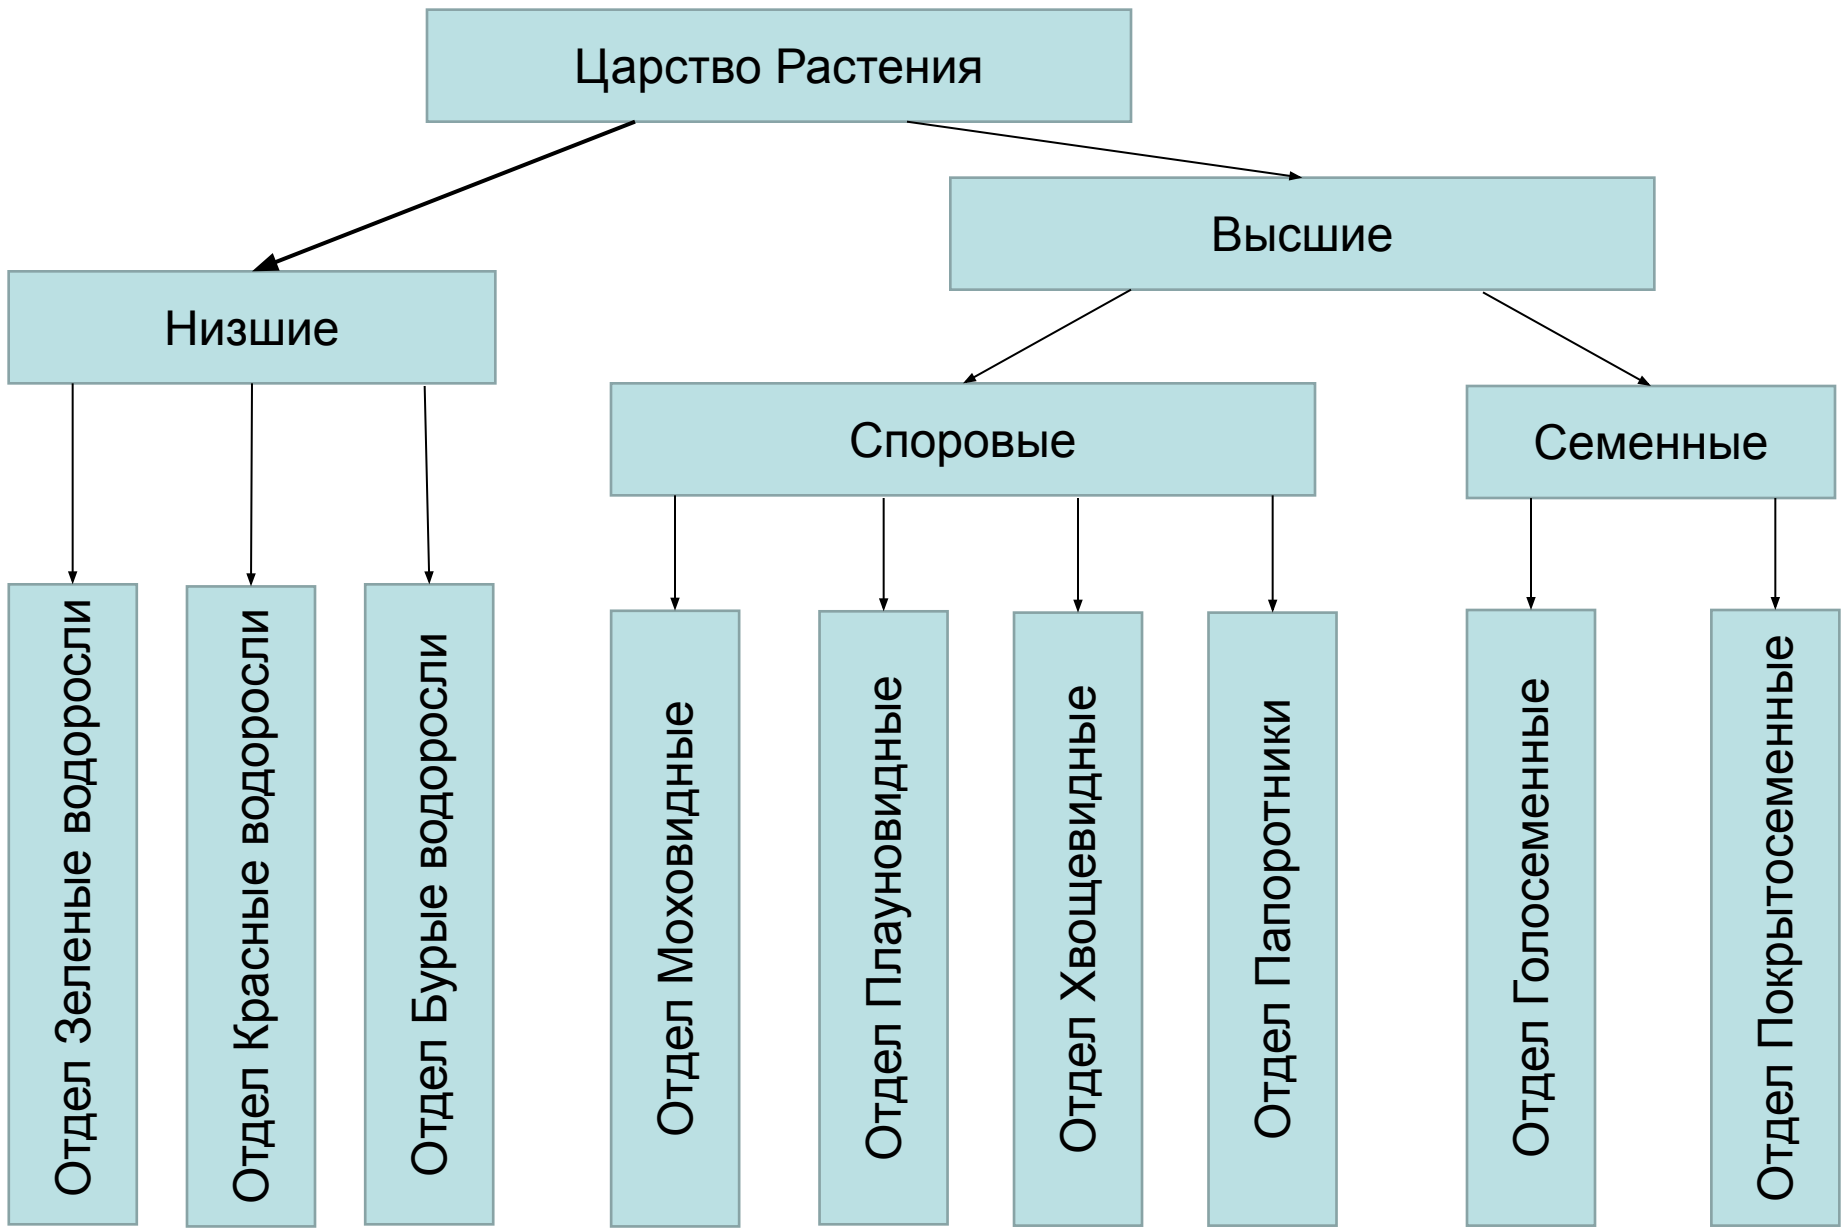 Царство Растения
Высшие
Низшие
Споровые
Семенные
Отдел Зеленые водоросли
Отдел Красные водоросли
Отдел Бурые водоросли
Отдел Моховидные
Отдел Плауновидные
Отдел Хвощевидные
Отдел Папоротники
Отдел Голосеменные
Отдел Покрытосеменные